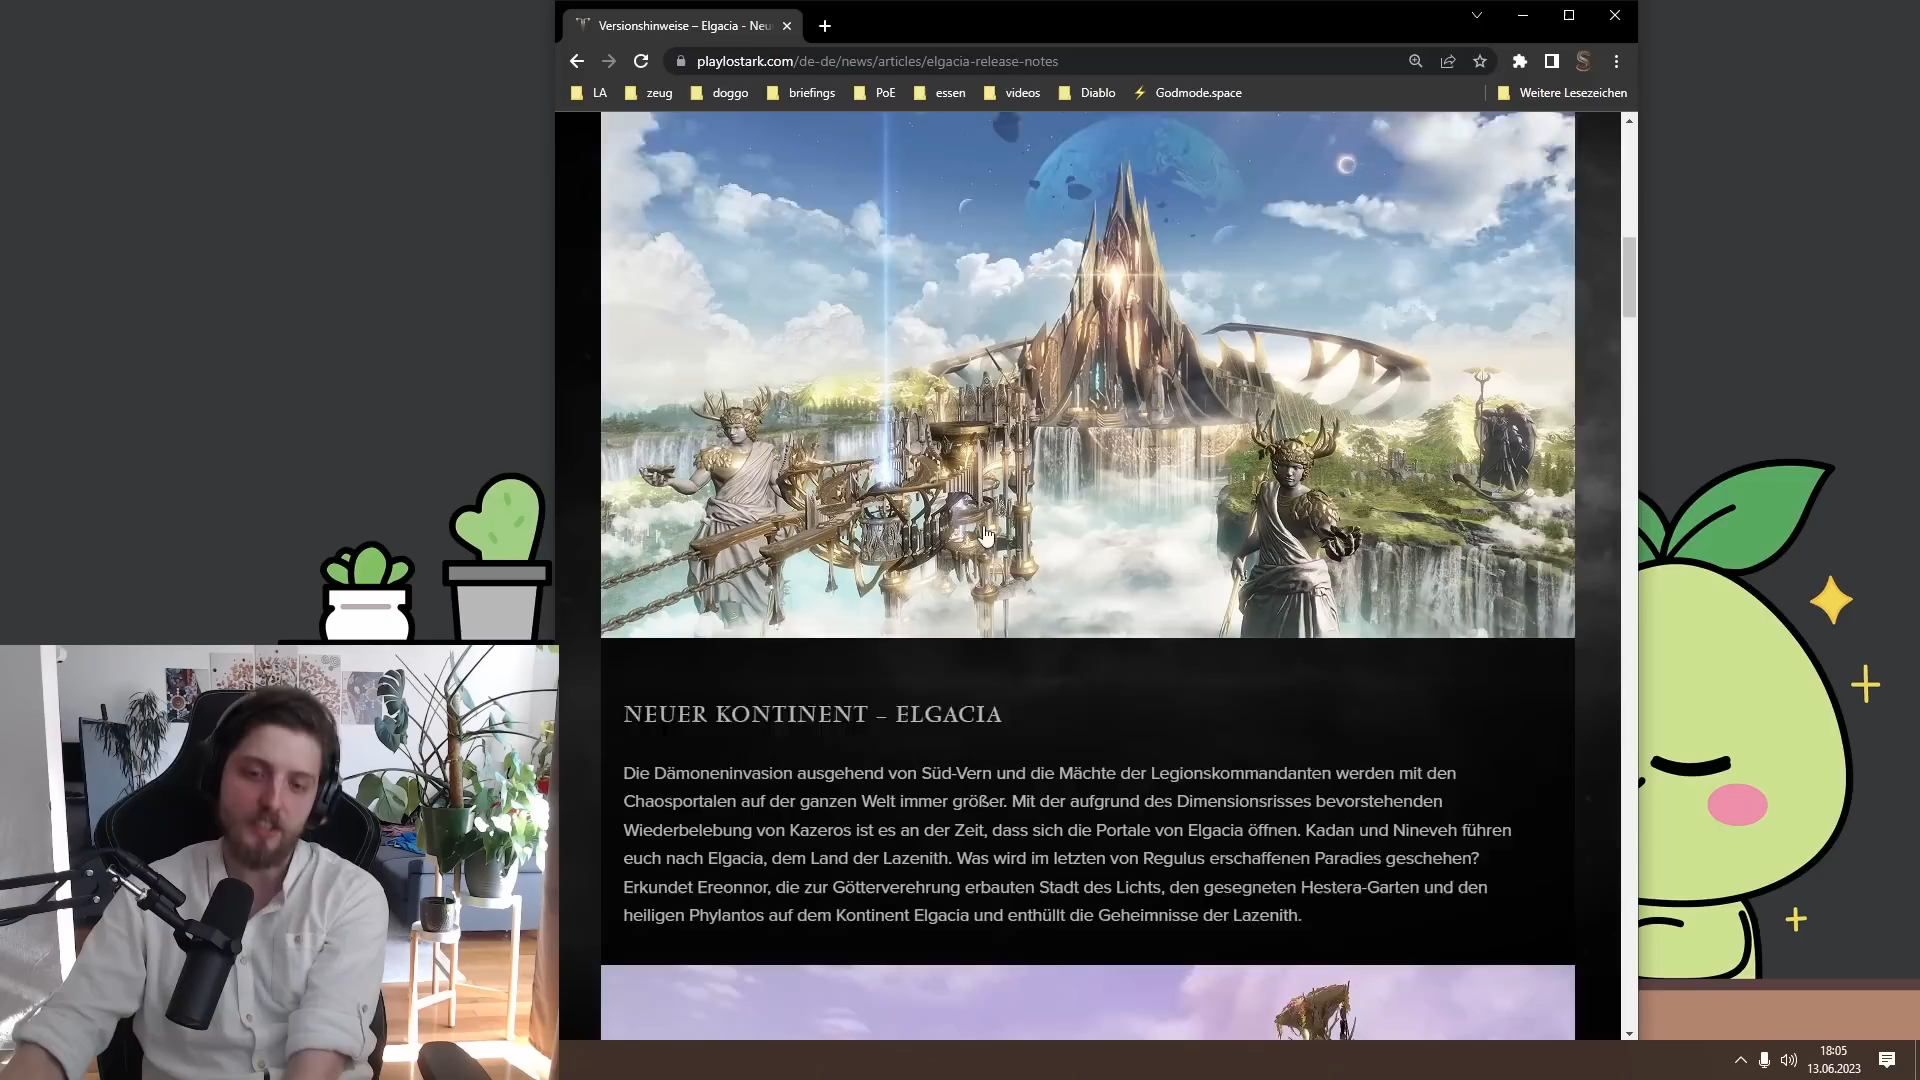 Versionshinweise – Elgacia - Neu
playlostark.com/de-de/news/articles/elgacia-release-notes
LA zeug doggo briefings PoE essen videos Diablo Godmode.space Weitere Lesezeichen
NEUER KONTINENT – ELGACIA
Die Dämoneninvasion ausgehend von Süd-Vern und die Mächte der Legionskommandanten werden mit den
Chaosportalen auf der ganzen Welt immer größer. Mit der aufgrund des Dimensionsrisses bevorstehenden
Wiederbelebung von Kazeros ist es an der Zeit, dass sich die Portale von Elgacia öffnen. Kadan und Nineveh führen
euch nach Elgacia, dem Land der Lazenith. Was wird im letzten von Regulus erschaffenen Paradies geschehen?
Erkundet Ereonnor, die zur Götterverehrung erbauten Stadt des Lichts, den gesegneten Hestera-Garten und den
heiligen Phylantos auf dem Kontinent Elgacia und enthüllt die Geheimnisse der Lazenith.
18:05
13.06.2023